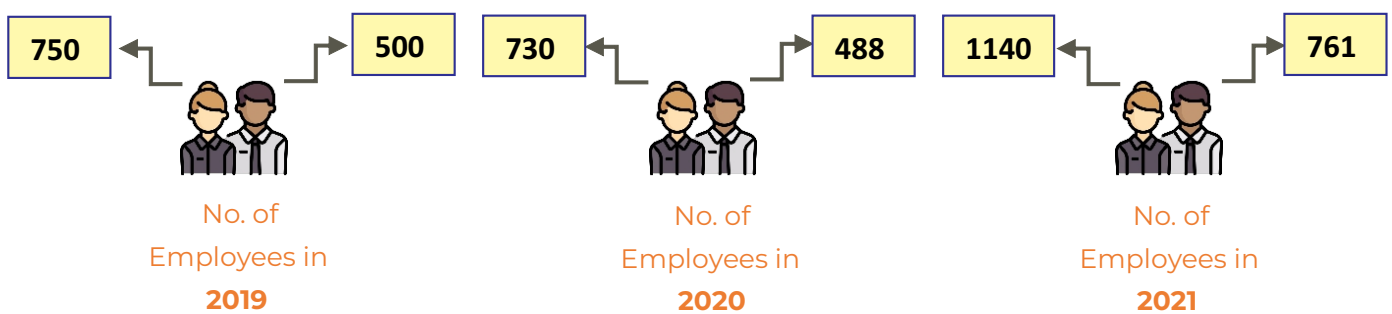 750
500
730
488
1140
761
No. of
Employees in
2019
No. of
Employees in
2020
No. of
Employees in
2021